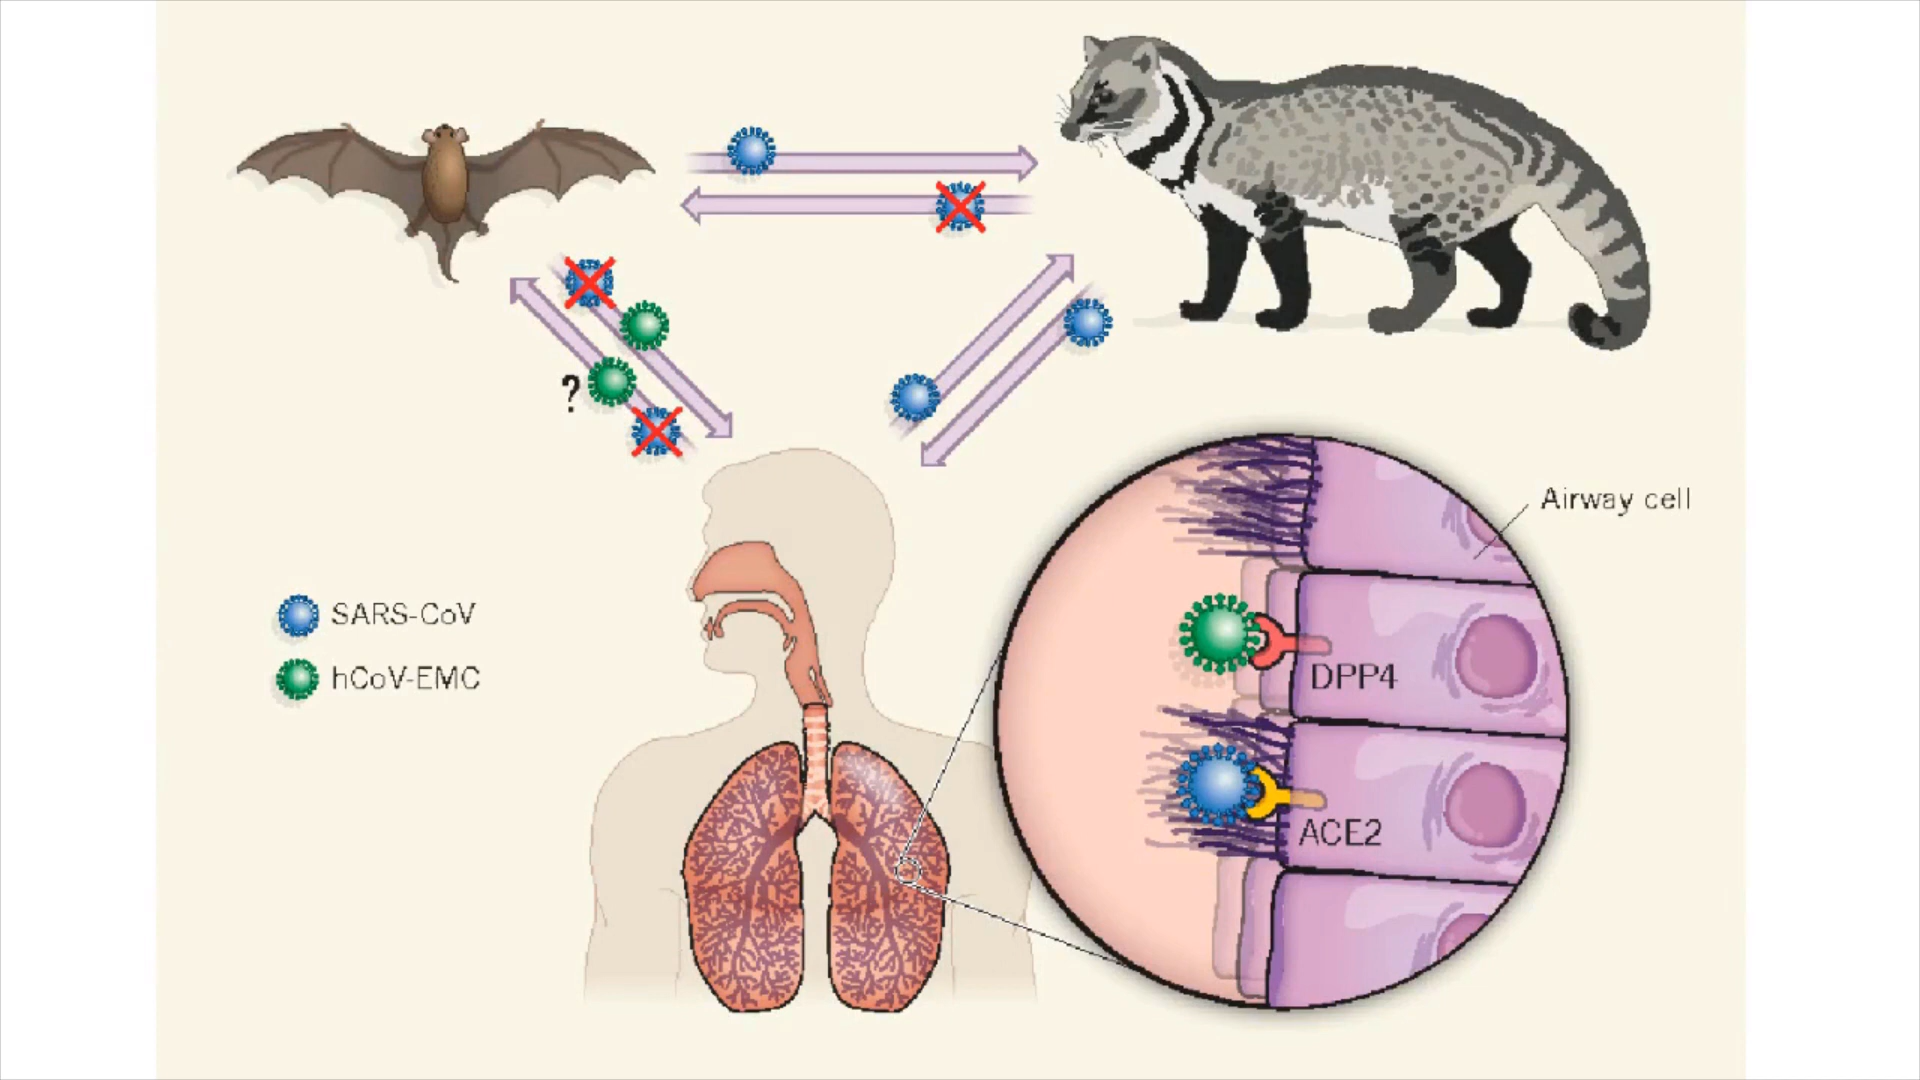 ?
Airway cell
SARS-CoV
hCoV-EMC
DPP4
ACE2